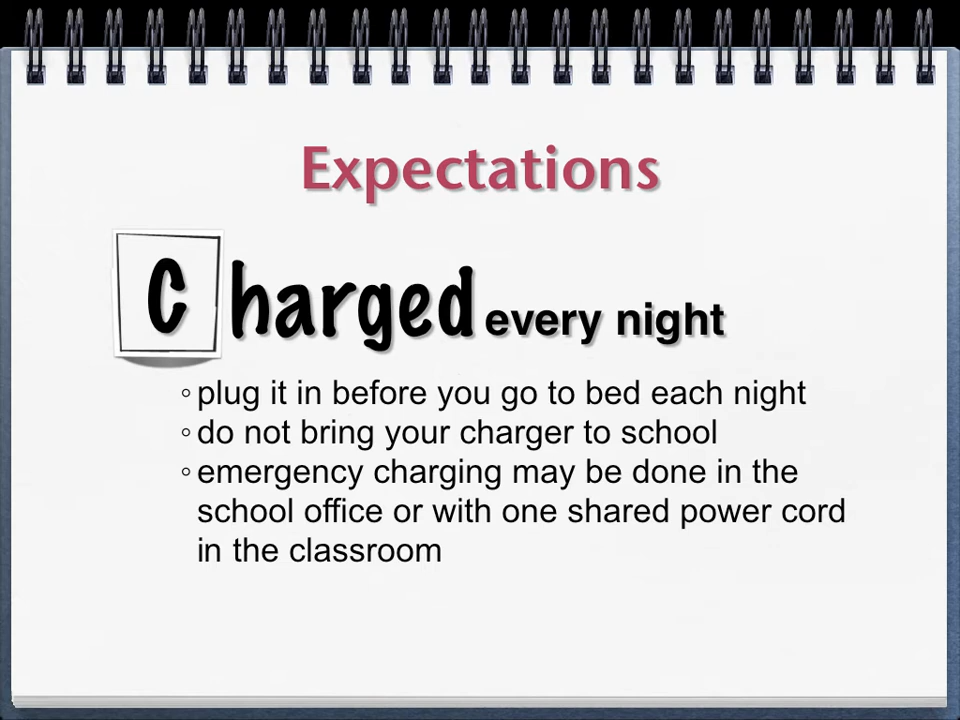 Expectations
Charged every night
◦ plug it in before you go to bed each night
◦ do not bring your charger to school
◦ emergency charging may be done in the
school office or with one shared power cord
in the classroom